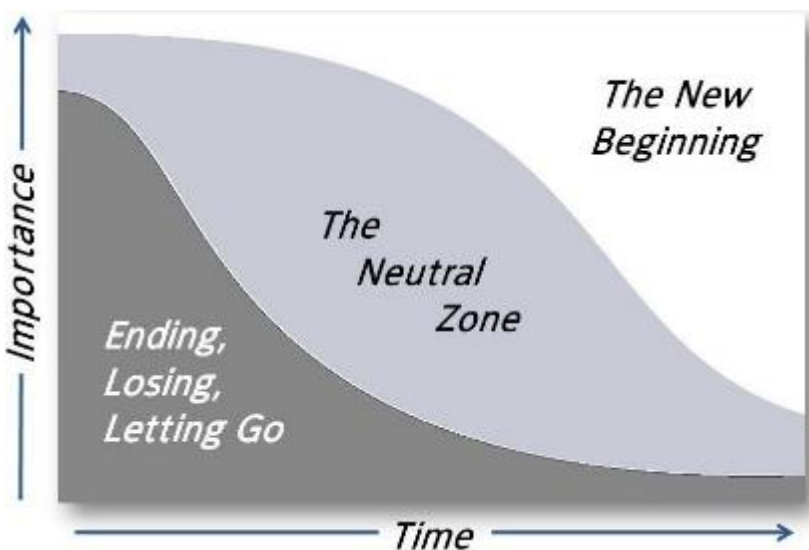 Importance
The New
Beginning
The
Neutral
Zone
Ending,
Losing,
Letting Go
Time